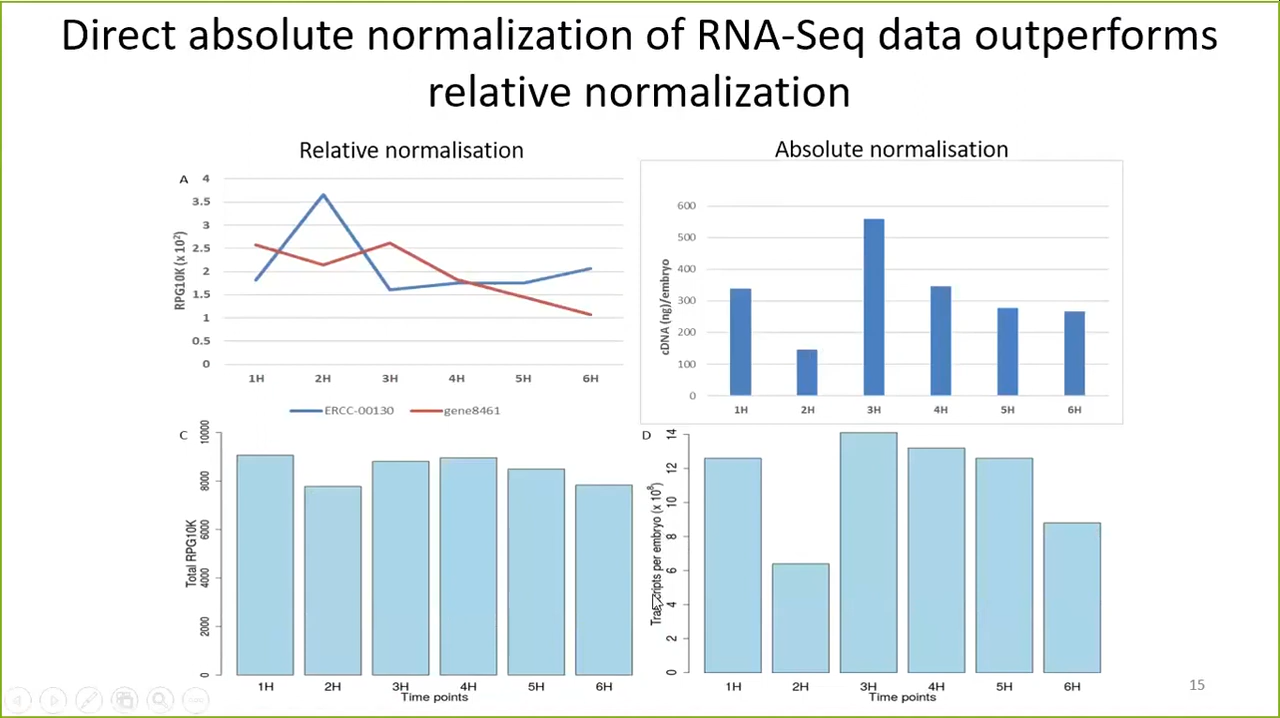 Direct absolute normalization of RNA-Seq data outperforms
relative normalization
Relative normalisation
A
RPG10K (x 10²)
4
3.5
3
2.5
2
1.5
1
0.5
0
1H 2H 3H 4H 5H 6H
ERCC-00130 gene8461
Absolute normalisation
cDNA (ng)/embryo
600
500
400
300
200
100
0
1H 2H 3H 4H 5H 6H
C
Total RPG10K
10000
8000
6000
4000
2000
0
1H 2H 3H 4H 5H 6H
Time points
D
Transcripts per embryo (x 10⁸)
14
12
10
8
6
4
2
0
1H 2H 3H 4H 5H 6H
Time points
15